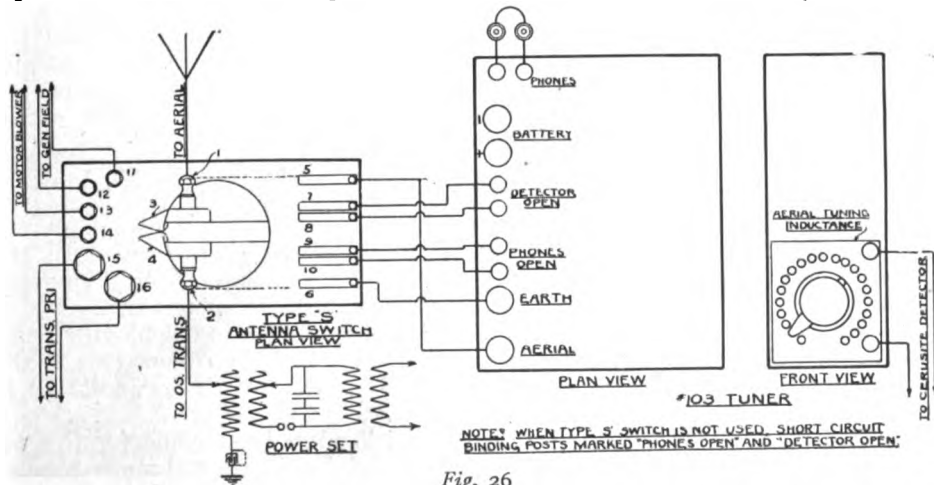 TO MOTOR BLOWER
TO GEN FIELD
TO AERIAL
PHONES
BATTERY
+
DETECTOR
OPEN
PHONES
OPEN
EARTH
AERIAL
1
2
3
4
5
6
7
8
9
10
11
12
13
14
15
16
TYPE "S"
ANTENNA SWITCH
PLAN VIEW
TO TRANS. PRI
TO OS. TRANS
POWER SET
PLAN VIEW
AERIAL TUNING
INDUCTANCE
FRONT VIEW
TO CERUSITE DETECTOR
#103 TUNER
NOTE: WHEN TYPE S' SWITCH IS NOT USED, SHORT CIRCUIT
BINDING POSTS MARKED "PHONES OPEN" AND "DETECTOR OPEN"
Fig. 26